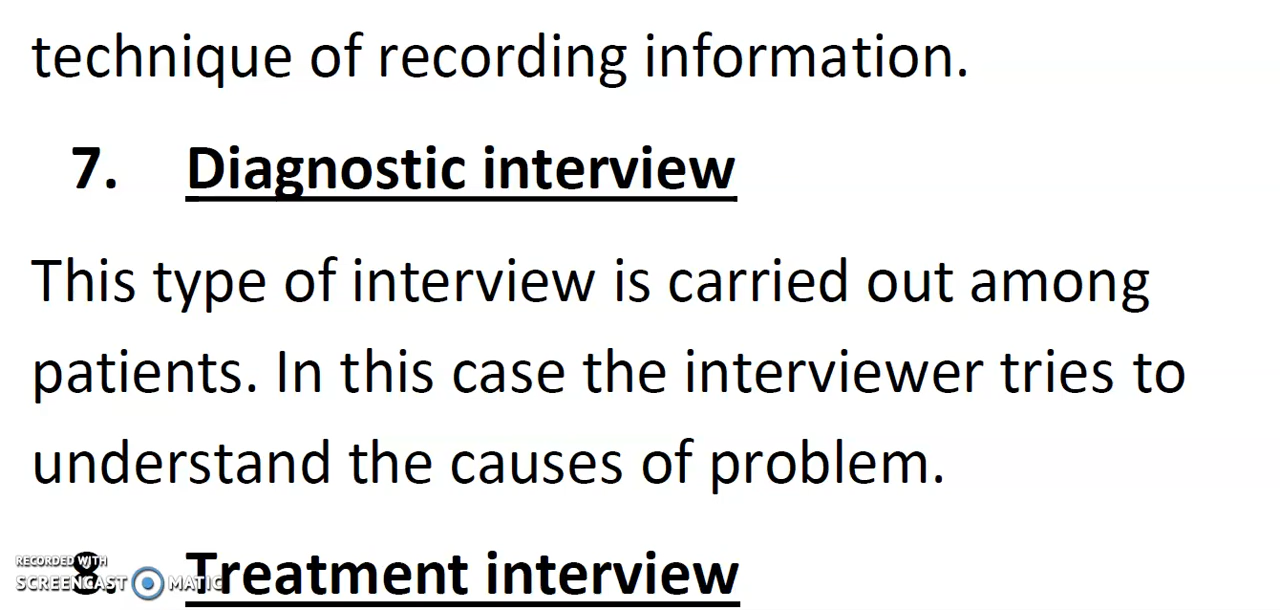 technique of recording information.
7. Diagnostic interview
This type of interview is carried out among
patients. In this case the interviewer tries to
understand the causes of problem.
8. Treatment interview
RECORDED WITH
SCREENCAST MATIC